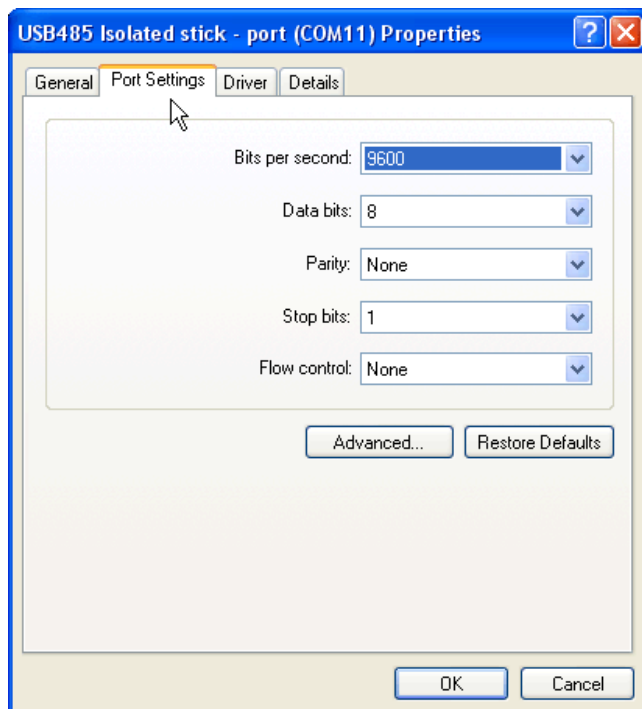 USB485 Isolated stick - port (COM11) Properties
General Port Settings Driver Details
Bits per second: 9600
Data bits: 8
Parity: None
Stop bits: 1
Flow control: None
Advanced... Restore Defaults
OK Cancel